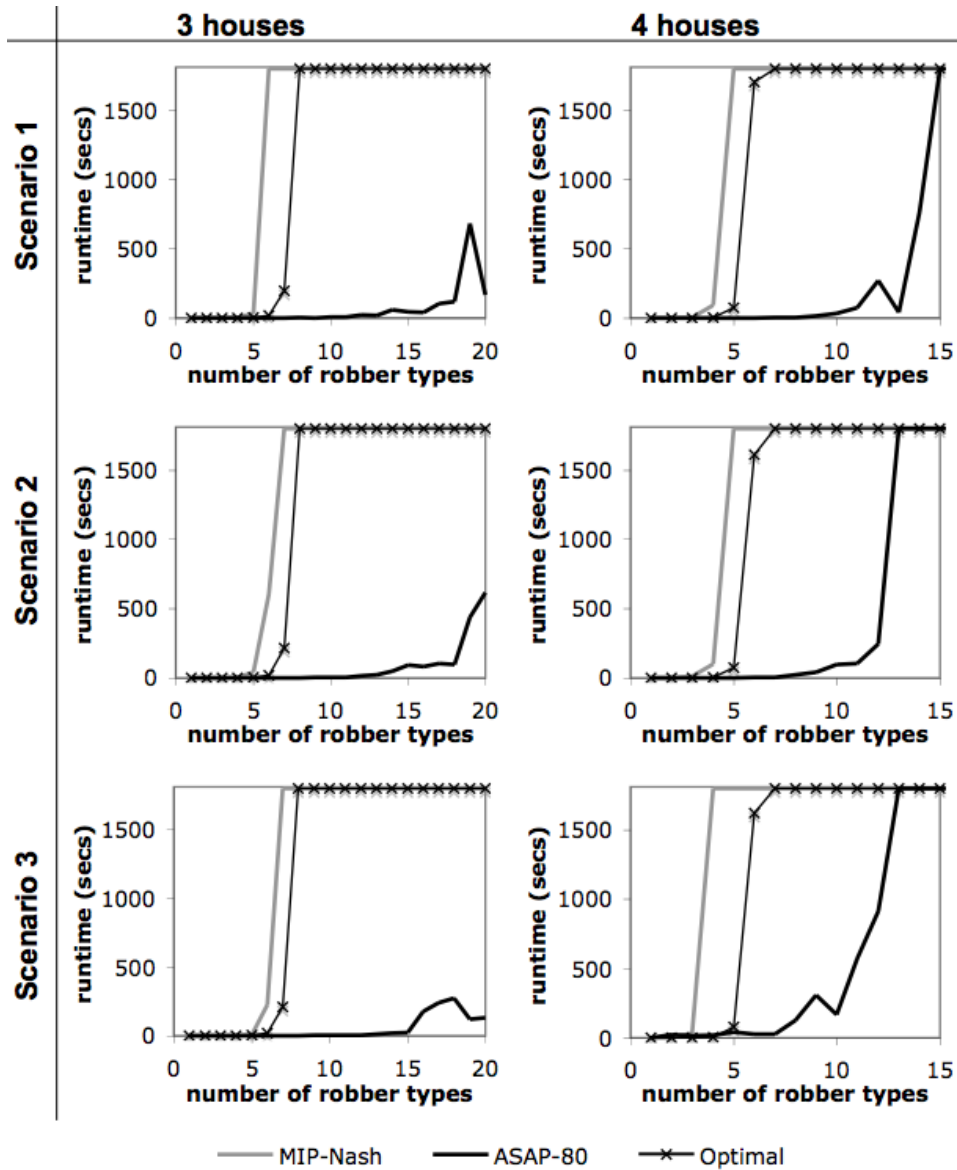 3 houses 4 houses
Scenario 1
runtime (secs)
1500
1000
500
0
0 5 10 15 20
number of robber types
runtime (secs)
1500
1000
500
0
0 5 10 15
number of robber types
Scenario 2
runtime (secs)
1500
1000
500
0
0 5 10 15 20
number of robber types
runtime (secs)
1500
1000
500
0
0 5 10 15
number of robber types
Scenario 3
runtime (secs)
1500
1000
500
0
0 5 10 15 20
number of robber types
runtime (secs)
1500
1000
500
0
0 5 10 15
number of robber types
MIP-Nash ASAP-80 Optimal